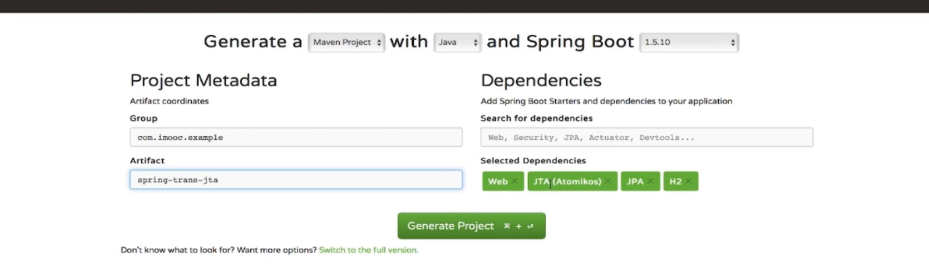 Generate a Maven Project with Java and Spring Boot 1.5.10
Project Metadata
Artifact coordinates
Group
com.imooc.example
Artifact
spring-trans-jta
Dependencies
Add Spring Boot Starters and dependencies to your application
Search for dependencies
Web, Security, JPA, Actuator, Devtools...
Selected Dependencies
Web × JTA (Atomikos) × JPA × H2 ×
Generate Project ⌘ + ⏎
Don't know what to look for? Want more options? Switch to the full version.